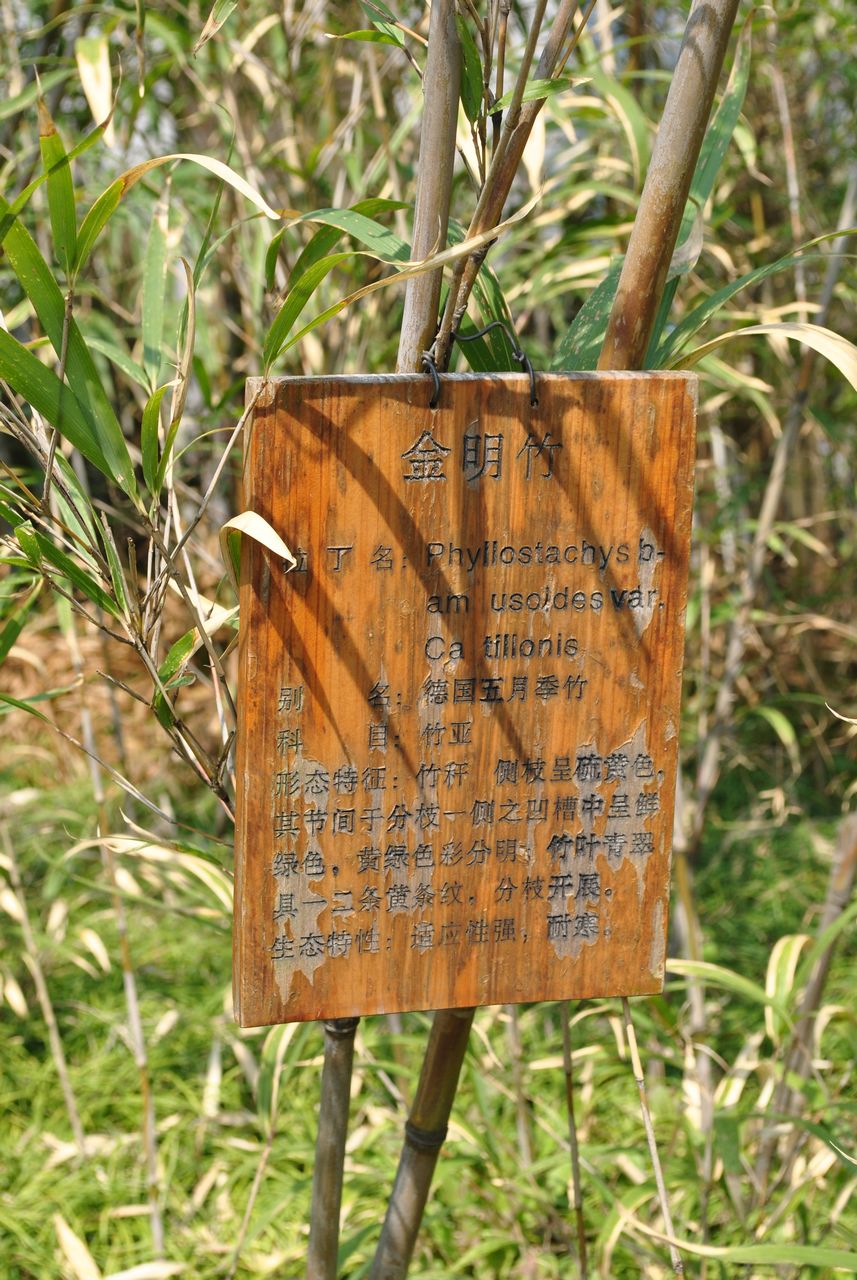 金明竹
拉丁名：Phyllostachys b-
am usoides var.
Ca tillonis
别 名：德国五月季竹
科 目：竹亚
形态特征：竹秆 侧枝呈硫黄色，
其节间于分枝一侧之凹槽中呈鲜
绿色，黄绿色彩分明，竹叶青翠
具一二条黄条纹，分枝开展。
生态特性：适应性强，耐寒。